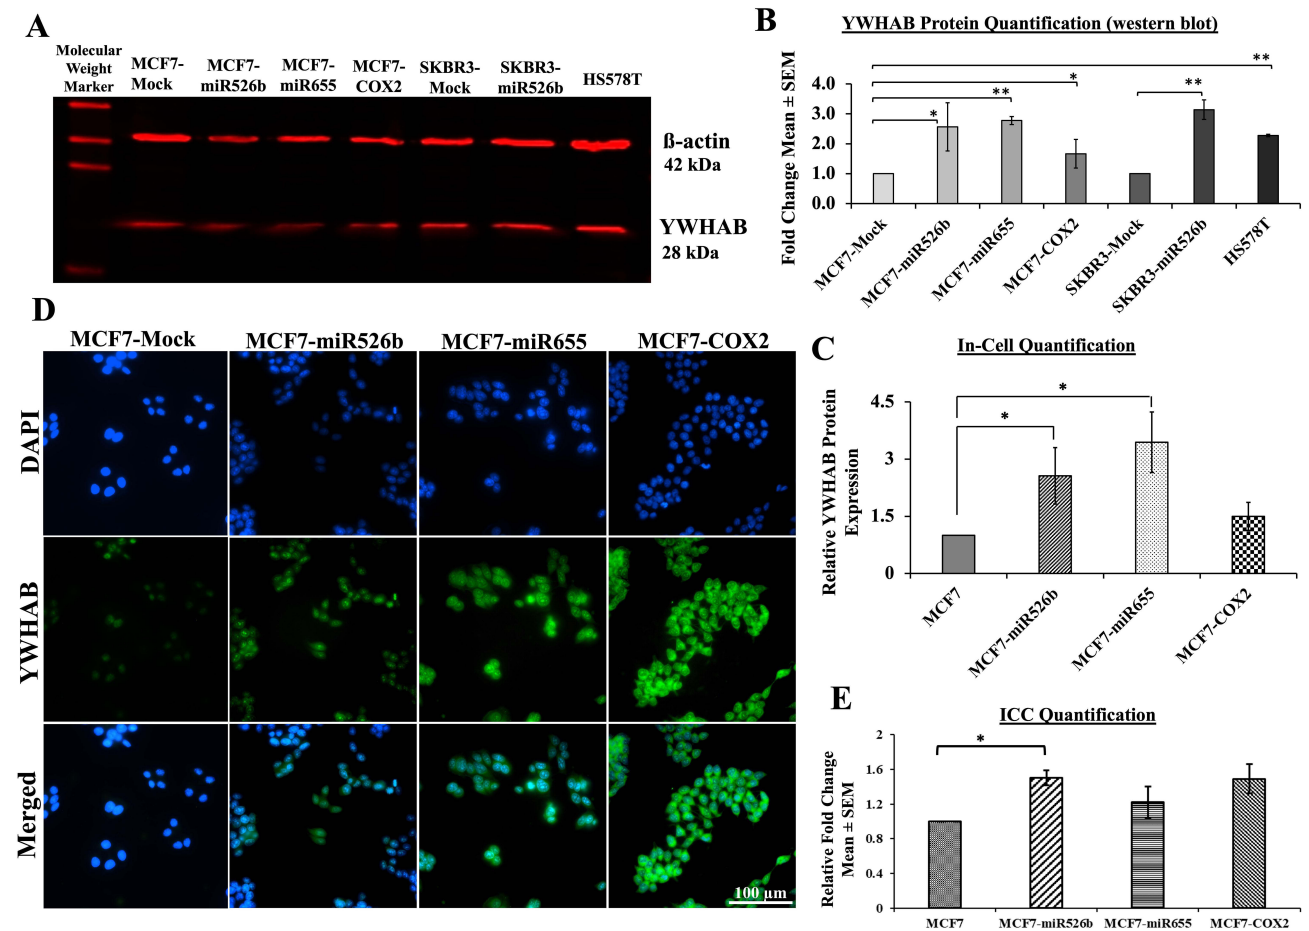 A
Molecular
Weight
Marker
MCF7-
Mock
MCF7-
miR526b
MCF7-
miR655
MCF7-
COX2
SKBR3-
Mock
SKBR3-
miR526b
HS578T
ß-actin
42 kDa
YWHAB
28 kDa
B
YWHAB Protein Quantification (western blot)
Fold Change Mean ± SEM
4.0
3.0
2.0
1.0
0.0
*
**
*
**
**
MCF7-Mock
MCF7-miR526b
MCF7-miR655
MCF7-COX2
SKBR3-Mock
SKBR3-miR526b
HS578T
D
MCF7-Mock
MCF7-miR526b
MCF7-miR655
MCF7-COX2
DAPI
YWHAB
Merged
100 µm
C
In-Cell Quantification
Relative YWHAB Protein
Expression
4.5
3
1.5
0
*
*
MCF7
MCF7-miR526b
MCF7-miR655
MCF7-COX2
E
ICC Quantification
Relative Fold Change
Mean ± SEM
2
1.6
1.2
0.8
0.4
0
*
MCF7
MCF7-miR526b
MCF7-miR655
MCF7-COX2